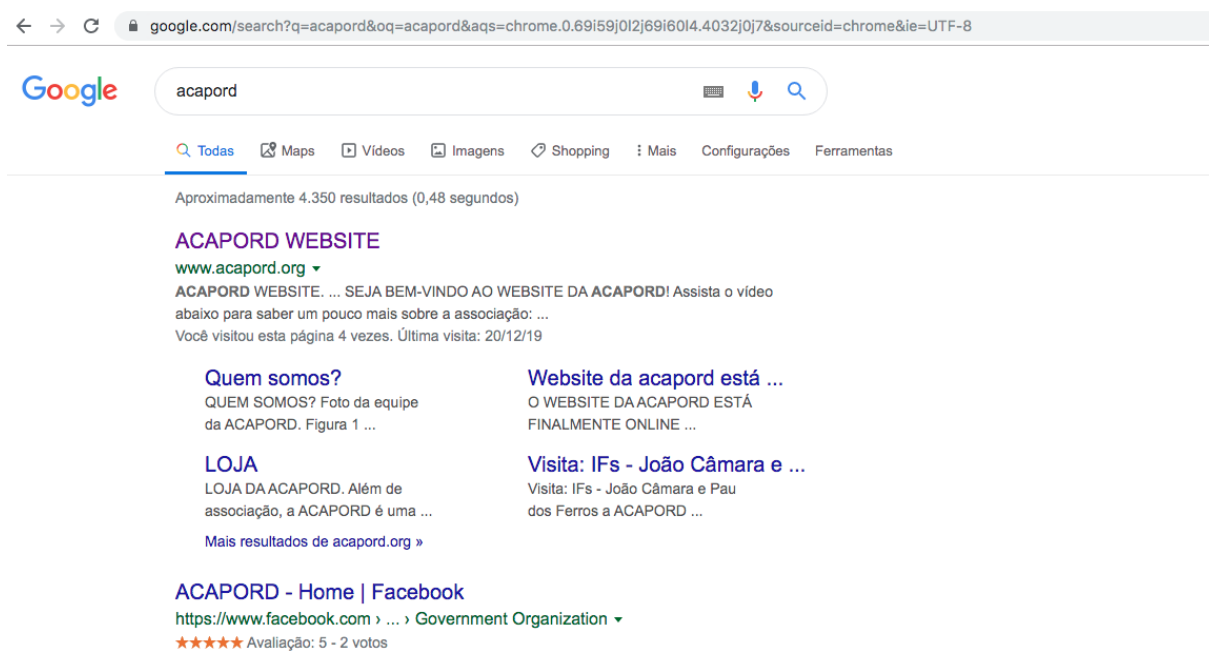 google.com/search?q=acapord&oq=acapord&aqs=chrome.0.69i59j0l2j69i60l4.4032j0j7&sourceid=chrome&ie=UTF-8
Google
acapord
Todas Maps Vídeos Imagens Shopping Mais Configurações Ferramentas
Aproximadamente 4.350 resultados (0,48 segundos)
ACAPORD WEBSITE
www.acapord.org
ACAPORD WEBSITE. ... SEJA BEM-VINDO AO WEBSITE DA ACAPORD! Assista o vídeo
abaixo para saber um pouco mais sobre a associação: ...
Você visitou esta página 4 vezes. Última visita: 20/12/19
Quem somos?
QUEM SOMOS? Foto da equipe
da ACAPORD. Figura 1 ...
Website da acapord está ...
O WEBSITE DA ACAPORD ESTÁ
FINALMENTE ONLINE ...
LOJA
LOJA DA ACAPORD. Além de
associação, a ACAPORD é uma ...
Visita: IFs - João Câmara e ...
Visita: IFs - João Câmara e Pau
dos Ferros a ACAPORD ...
Mais resultados de acapord.org »
ACAPORD - Home | Facebook
https://www.facebook.com › ... › Government Organization
★★★★★ Avaliação: 5 - 2 votos